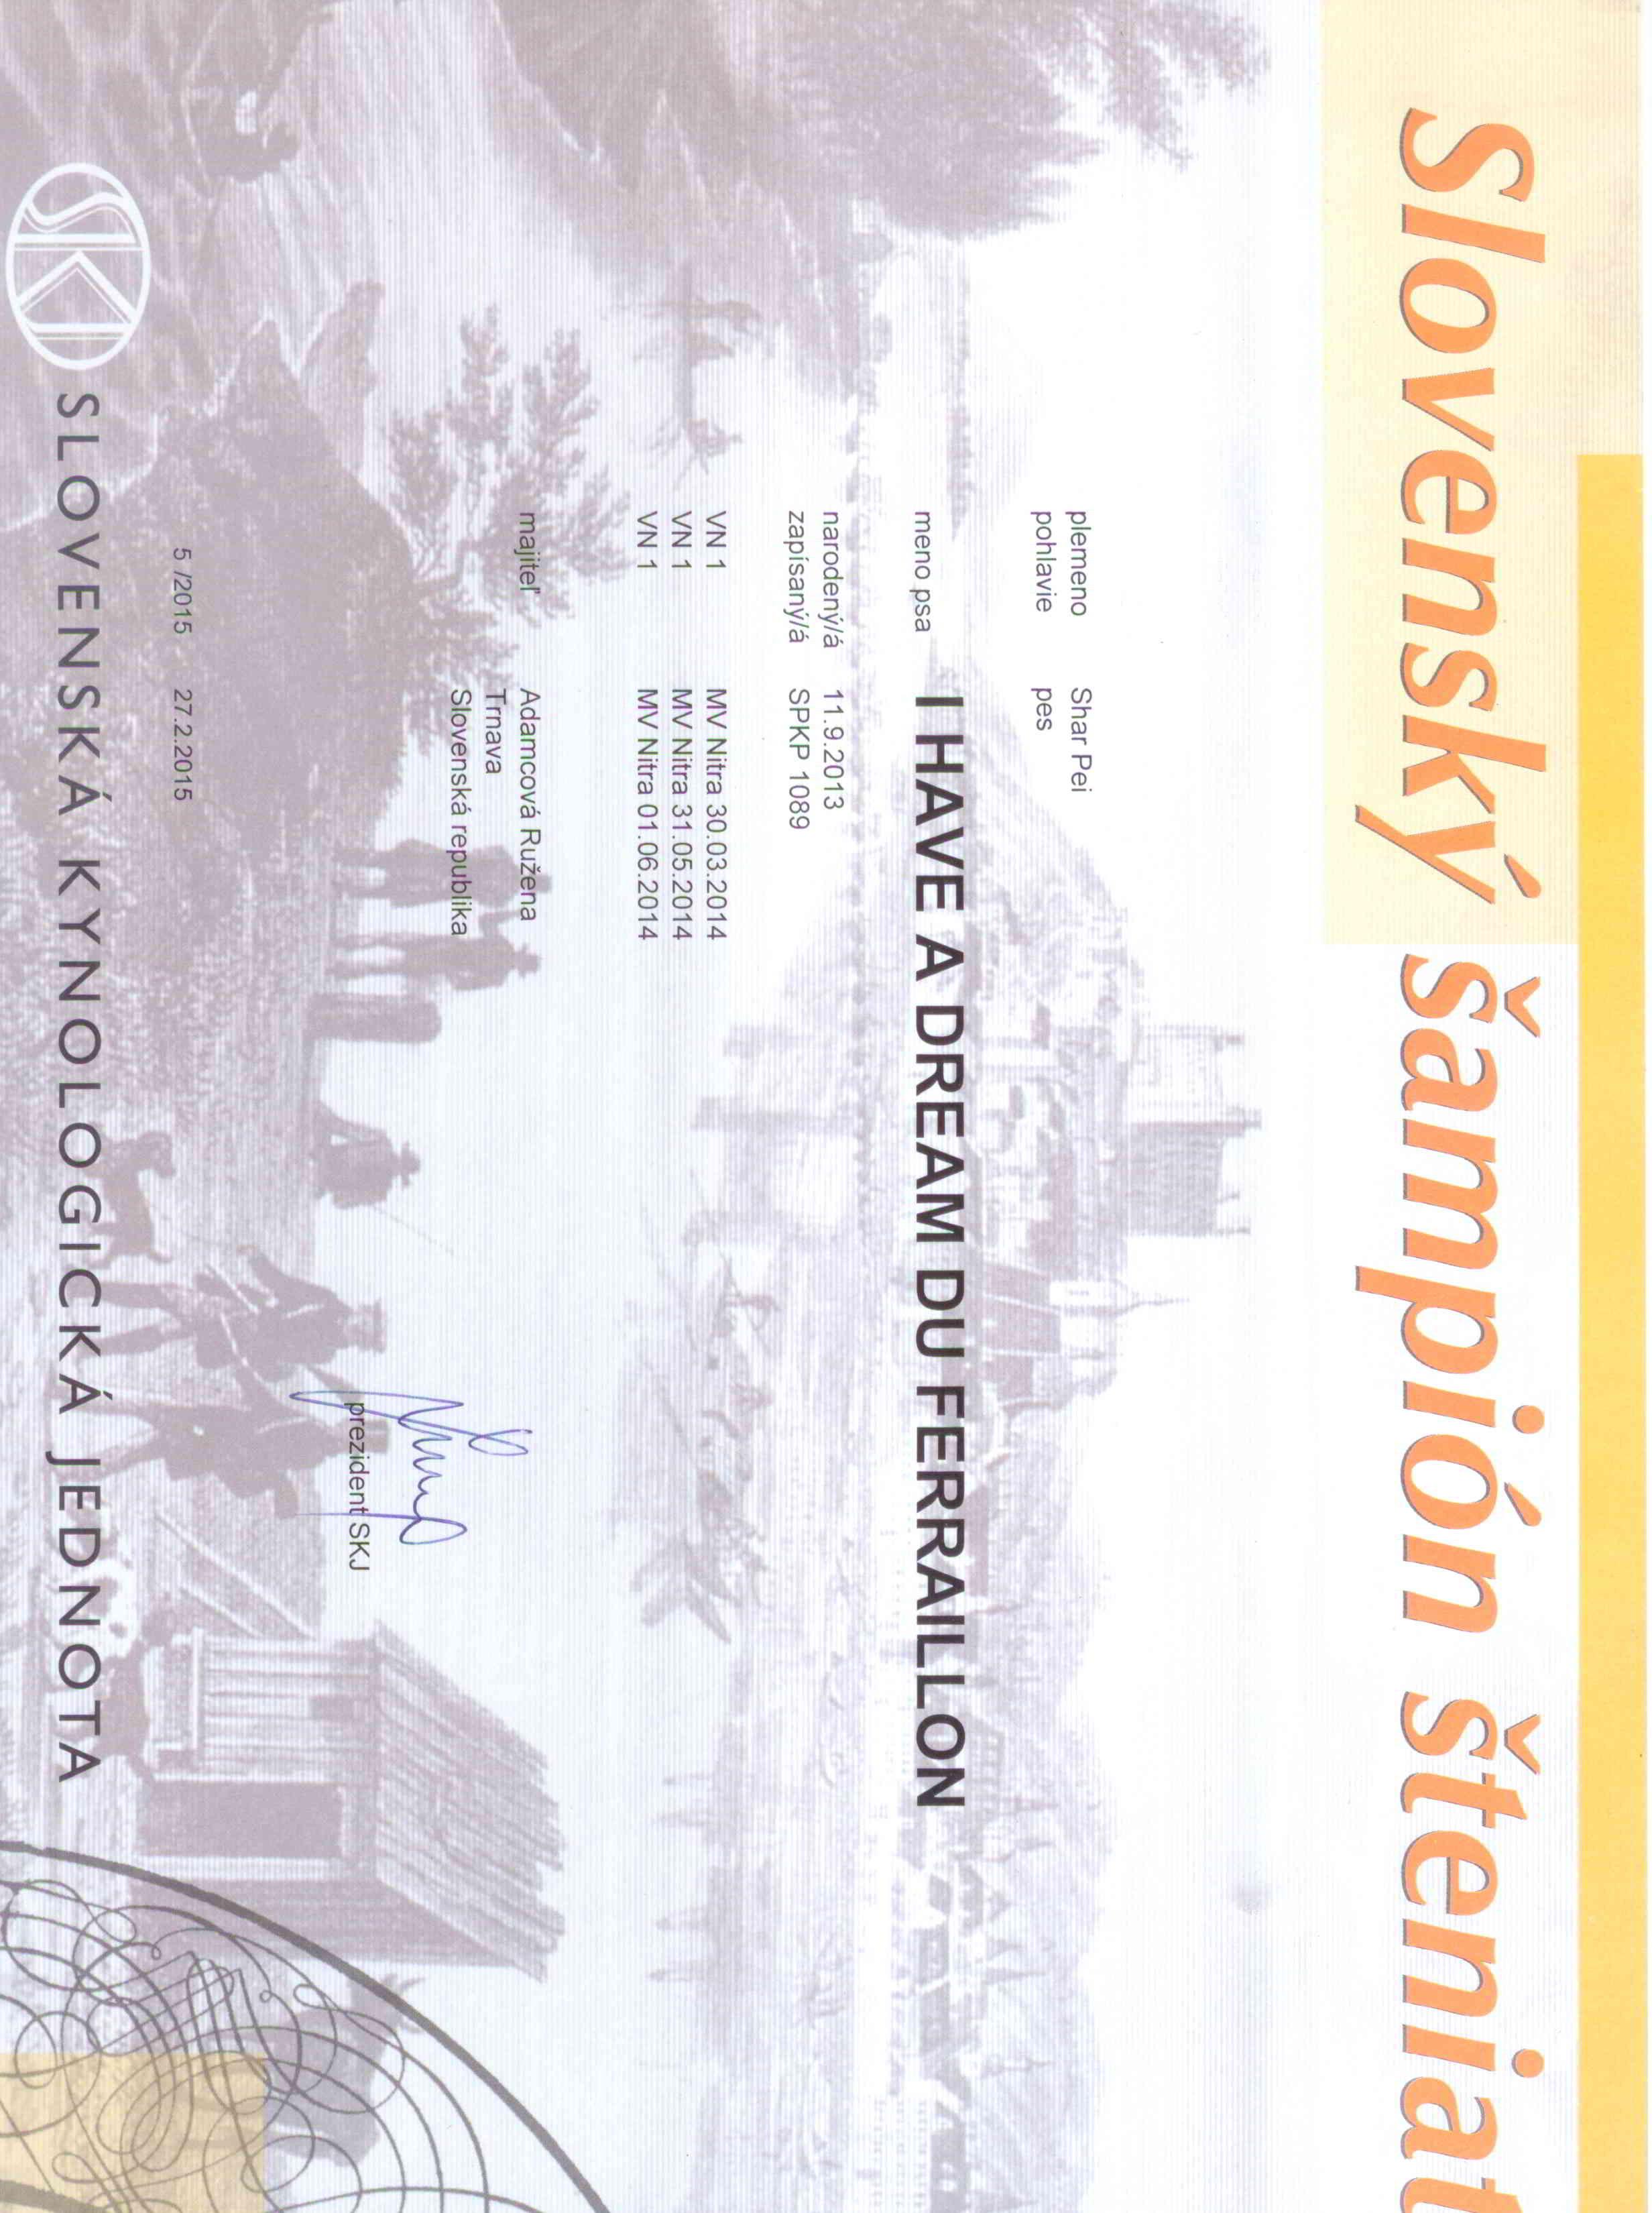 Slovenský šampión šteniat
plemeno Shar Pei
pohlavie pes
meno psa I HAVE A DREAM DU FERRAILLON
narodený/á 11.9.2013
zapísaný/á SPKP 1089
VN 1 MV Nitra 30.03.2014
VN 1 MV Nitra 31.05.2014
VN 1 MV Nitra 01.06.2014
majiteľ Adamcová Ružena
Trnava
Slovenská republika
prezident SKJ
5 /2015 27.2.2015
SKJ SLOVENSKÁ KYNOLOGICKÁ JEDNOTA